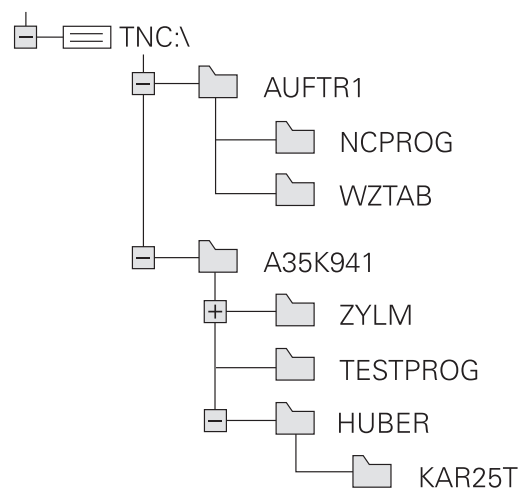 TNC:\
AUFTR1
NCPROG
WZTAB
A35K941
ZYLM
TESTPROG
HUBER
KAR25T